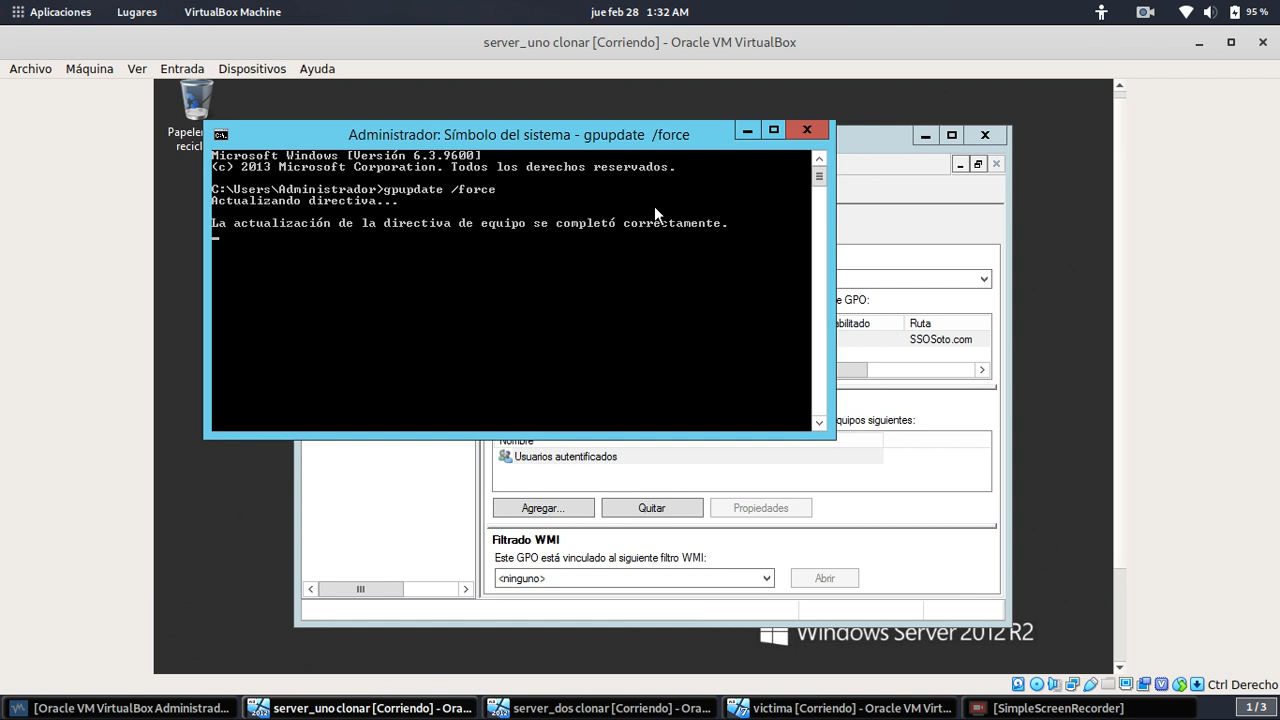 Aplicaciones Lugares VirtualBox Machine jue feb 28 1:32 AM 95 %
server_uno clonar [Corriendo] - Oracle VM VirtualBox
Archivo Máquina Ver Entrada Dispositivos Ayuda
Administrador: Símbolo del sistema - gpupdate /force
Microsoft Windows [Versión 6.3.9600]
(c) 2013 Microsoft Corporation. Todos los derechos reservados.
C:\Users\Administrador>gpupdate /force
Actualizando directiva...
La actualización de la directiva de equipo se completó correctamente.
Papeler
recicl
e GPO:
abilitado Ruta
SSOSoto.com
quipos siguientes:
Nombre
Usuarios autentificados
Agregar... Quitar Propiedades
Filtrado WMI
Este GPO está vinculado al siguiente filtro WMI:
<ninguno> Abrir
Windows Server 2012 R2
Ctrl Derecho
[Oracle VM VirtualBox Administrad... server_uno clonar [Corriendo] - Ora... server_dos clonar [Corriendo] - Ora... victima [Corriendo] - Oracle VM Virt... [SimpleScreenRecorder] 1/3